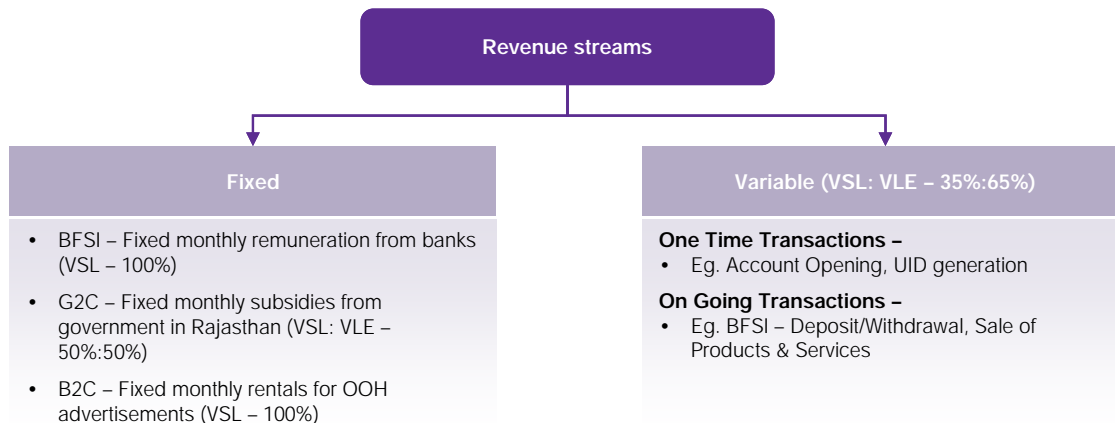 Revenue streams
Fixed
• BFSI – Fixed monthly remuneration from banks
(VSL – 100%)
• G2C – Fixed monthly subsidies from
government in Rajasthan (VSL: VLE –
50%:50%)
• B2C – Fixed monthly rentals for OOH
advertisements (VSL – 100%)
Variable (VSL: VLE – 35%:65%)
One Time Transactions –
• Eg. Account Opening, UID generation
On Going Transactions –
• Eg. BFSI – Deposit/Withdrawal, Sale of
Products & Services